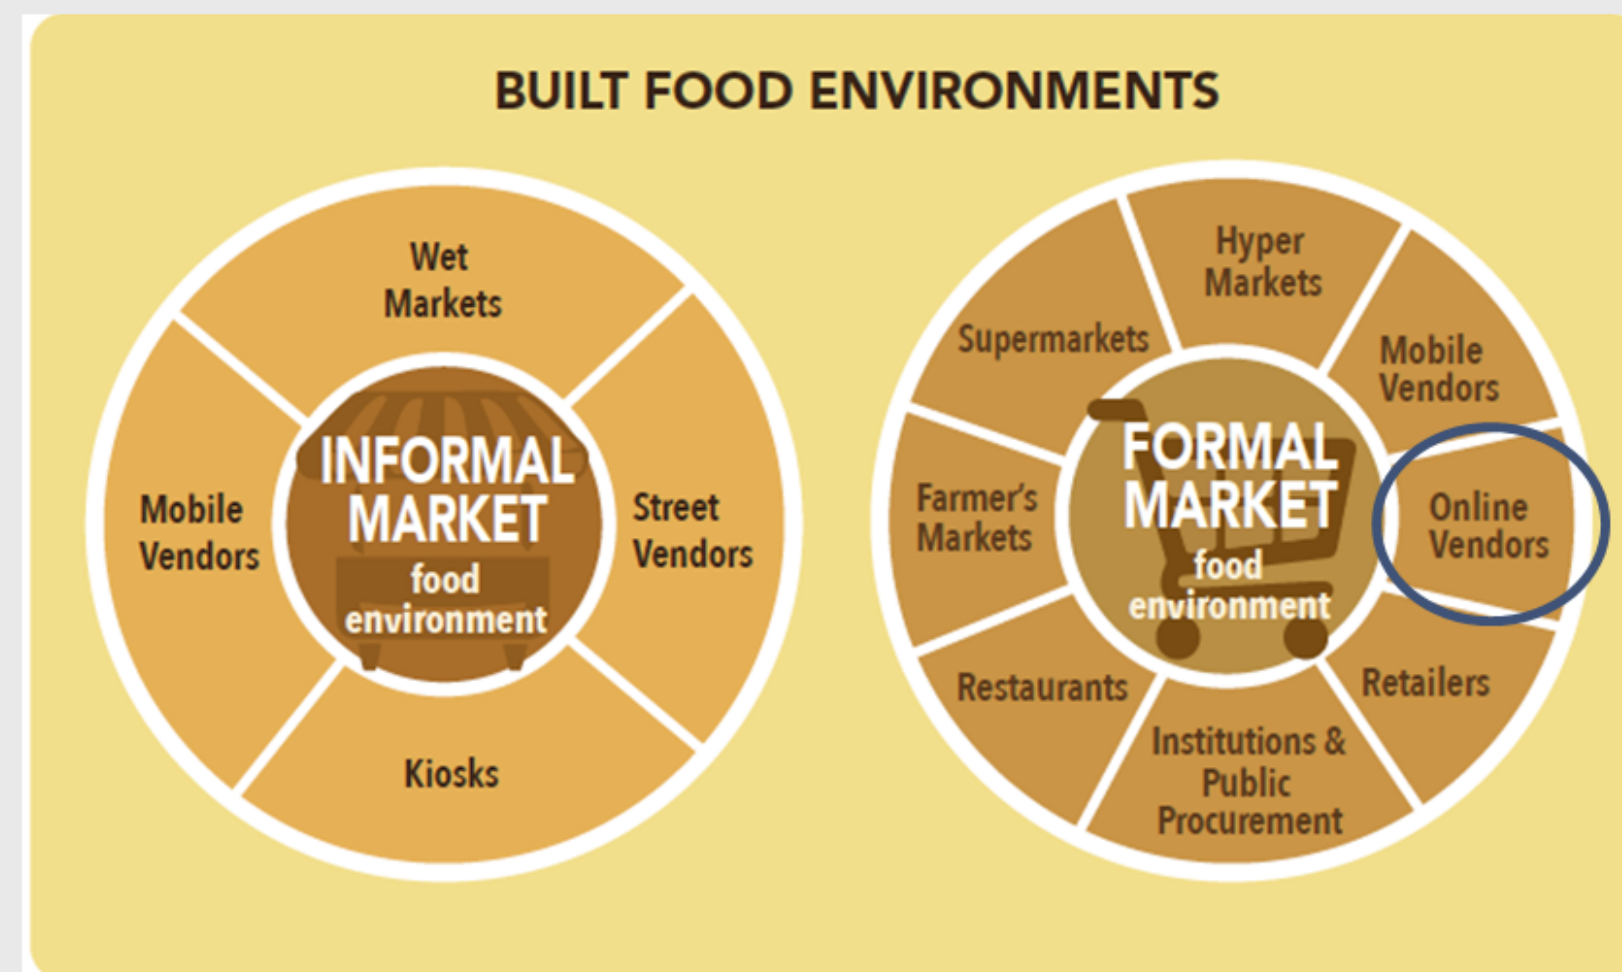 BUILT FOOD ENVIRONMENTS
Wet
Markets
Mobile
Vendors
INFORMAL
MARKET
food
environment
Street
Vendors
Kiosks
Hyper
Markets
Supermarkets
Mobile
Vendors
Farmer's
Markets
FORMAL
MARKET
food
environment
Online
Vendors
Restaurants
Retailers
Institutions &
Public
Procurement